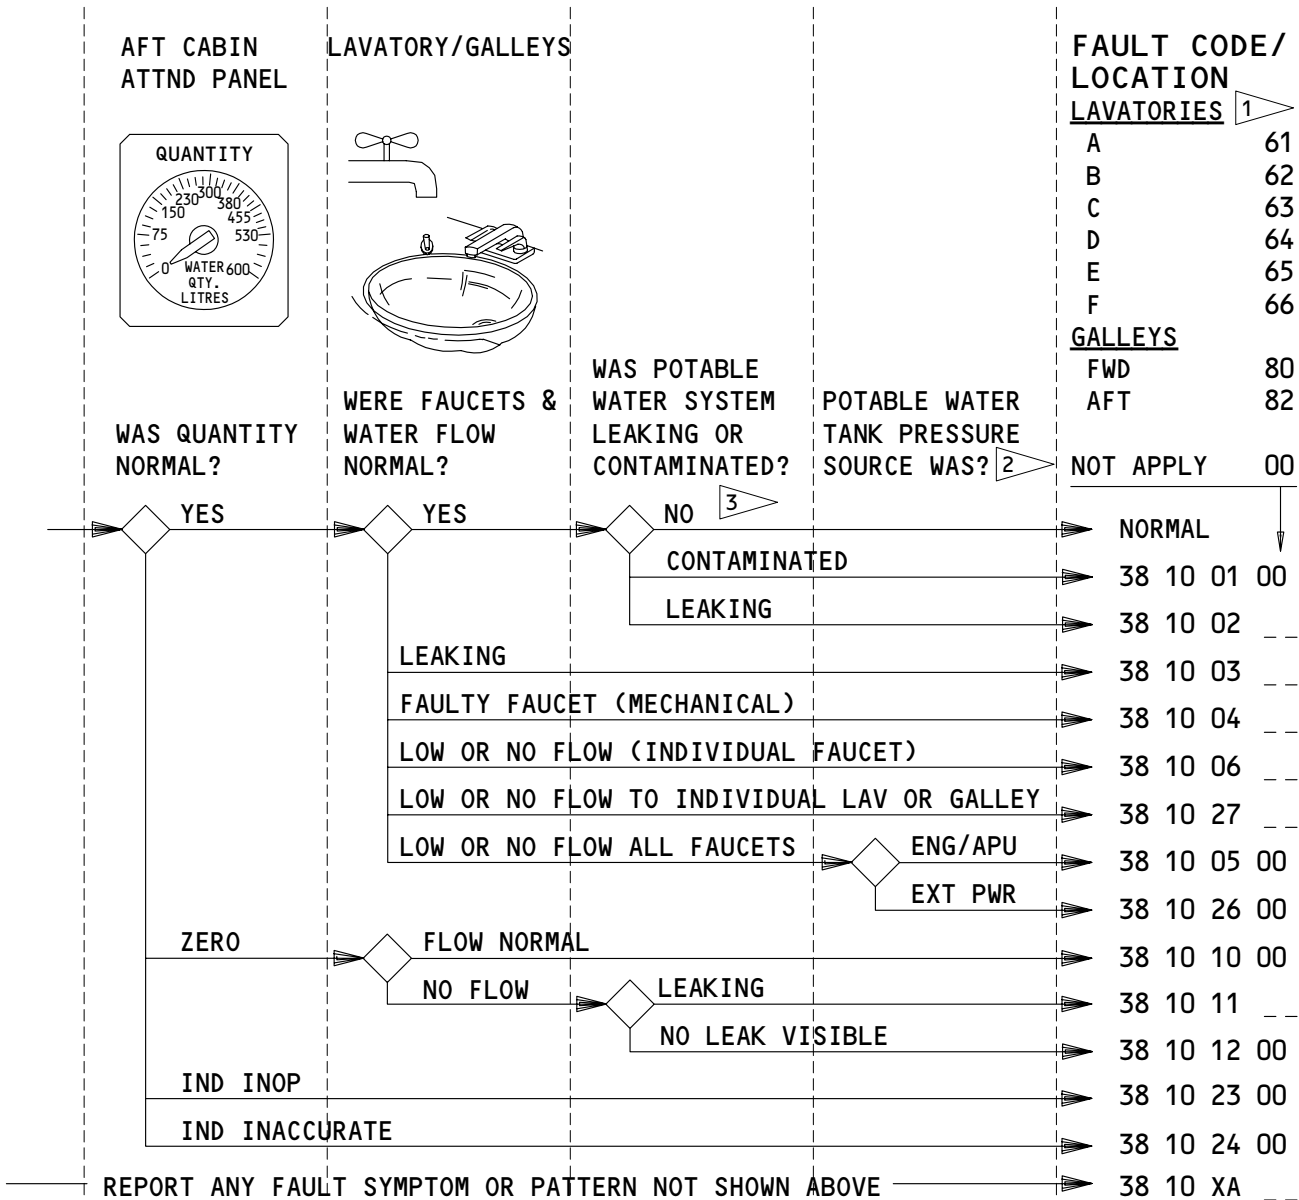 AFT CABIN
ATTND PANEL
LAVATORY/GALLEYS
FAULT CODE/
LOCATION
LAVATORIES 1
A 61
B 62
C 63
D 64
E 65
F 66
GALLEYS
FWD 80
AFT 82
NOT APPLY 00
QUANTITY
0
75
150
230
300
380
455
530
600
WATER
QTY.
LITRES
WAS QUANTITY
NORMAL?
WERE FAUCETS &
WATER FLOW
NORMAL?
WAS POTABLE
WATER SYSTEM
LEAKING OR
CONTAMINATED?
3
POTABLE WATER
TANK PRESSURE
SOURCE WAS? 2
YES YES NO NORMAL
CONTAMINATED 38 10 01 00
LEAKING 38 10 02 _ _
LEAKING 38 10 03 _ _
FAULTY FAUCET (MECHANICAL) 38 10 04 _ _
LOW OR NO FLOW (INDIVIDUAL FAUCET) 38 10 06 _ _
LOW OR NO FLOW TO INDIVIDUAL LAV OR GALLEY 38 10 27 _ _
LOW OR NO FLOW ALL FAUCETS ENG/APU 38 10 05 00
EXT PWR 38 10 26 00
ZERO FLOW NORMAL 38 10 10 00
NO FLOW LEAKING 38 10 11 _ _
NO LEAK VISIBLE 38 10 12 00
IND INOP 38 10 23 00
IND INACCURATE 38 10 24 00
REPORT ANY FAULT SYMPTOM OR PATTERN NOT SHOWN ABOVE 38 10 XA _ _